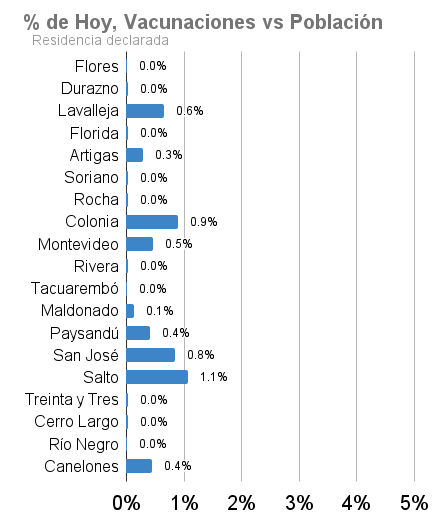 % de Hoy, Vacunaciones vs Población
Residencia declarada
Flores 0.0%
Durazno 0.0%
Lavalleja 0.6%
Florida 0.0%
Artigas 0.3%
Soriano 0.0%
Rocha 0.0%
Colonia 0.9%
Montevideo 0.5%
Rivera 0.0%
Tacuarembó 0.0%
Maldonado 0.1%
Paysandú 0.4%
San José 0.8%
Salto 1.1%
Treinta y Tres 0.0%
Cerro Largo 0.0%
Río Negro 0.0%
Canelones 0.4%
0% 1% 2% 3% 4% 5%